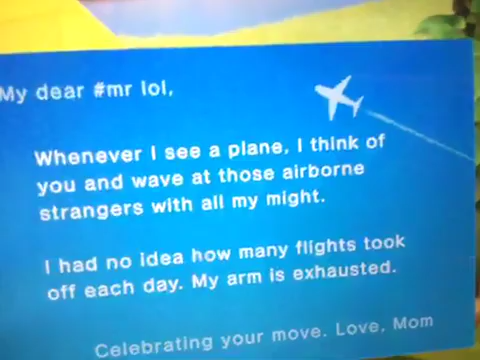 My dear #mr lol,
Whenever I see a plane, I think of
you and wave at those airborne
strangers with all my might.
I had no idea how many flights took
off each day. My arm is exhausted.
Celebrating your move. Love, Mom